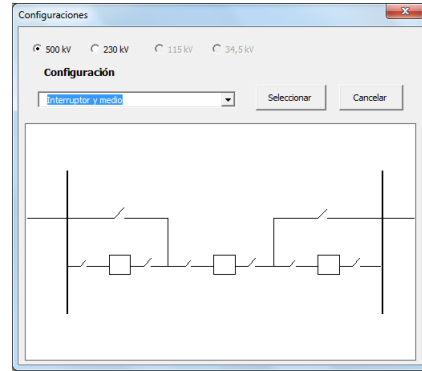 Configuraciones
500 kV 230 kV 115 kV 34,5 kV
Configuración
Interruptor y medio Seleccionar Cancelar